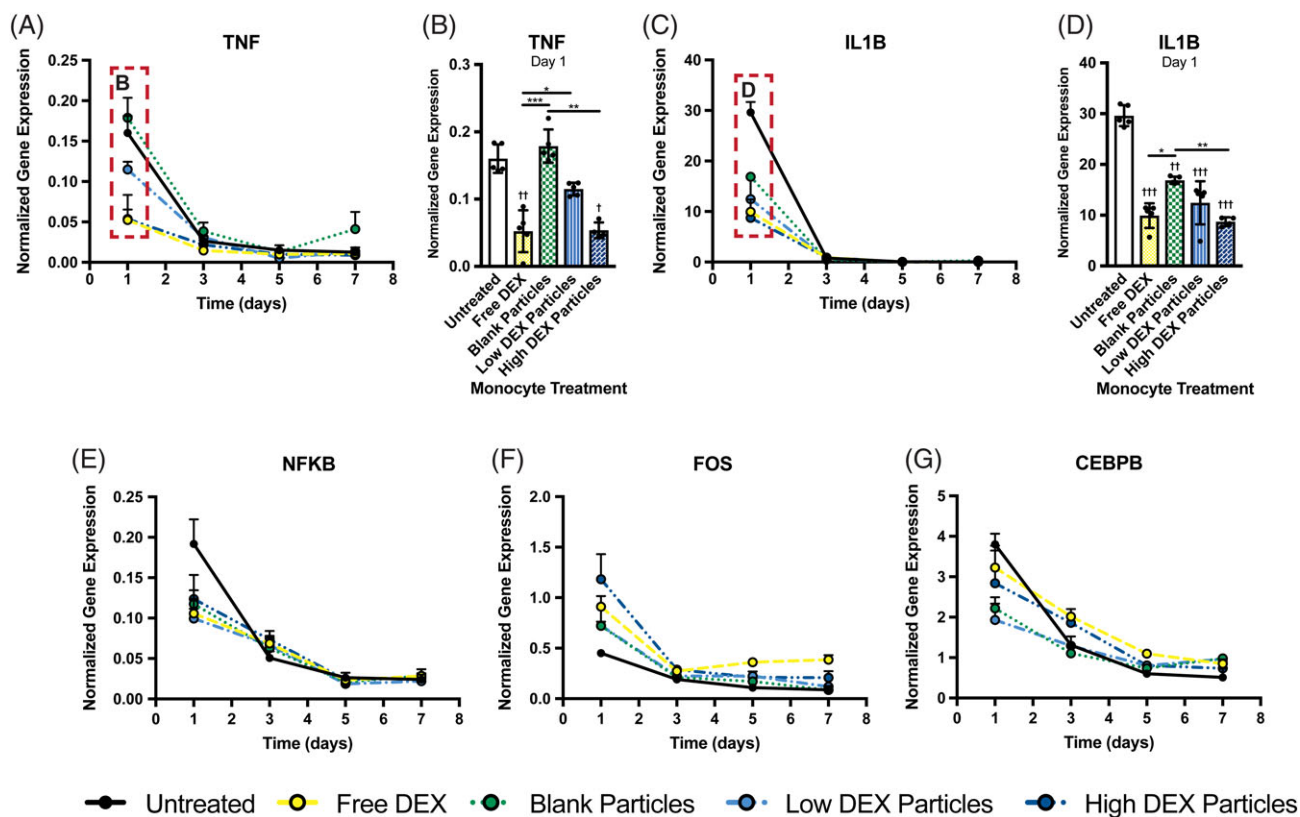 (A)
TNF
Normalized Gene Expression
0.25
0.20
0.15
0.10
0.05
0.00
B
0 1 2 3 4 5 6 7 8
Time (days)
(B)
TNF
Day 1
Normalized Gene Expression
0.3
0.2
0.1
0.0
*
*** **
††
†
Untreated
Free DEX
Blank Particles
Low DEX Particles
High DEX Particles
Monocyte Treatment
(C)
IL1B
Normalized Gene Expression
40
30
20
10
0
D
0 1 2 3 4 5 6 7 8
Time (days)
(D)
IL1B
Day 1
Normalized Gene Expression
40
30
20
10
0
* **
†††
††
†††
†††
Untreated
Free DEX
Blank Particles
Low DEX Particles
High DEX Particles
Monocyte Treatment
(E)
NFKB
Normalized Gene Expression
0.25
0.20
0.15
0.10
0.05
0.00
0 1 2 3 4 5 6 7 8
Time (days)
(F)
FOS
Normalized Gene Expression
2.0
1.5
1.0
0.5
0.0
0 1 2 3 4 5 6 7 8
Time (days)
(G)
CEBPB
Normalized Gene Expression
5
4
3
2
1
0
0 1 2 3 4 5 6 7 8
Time (days)
Untreated Free DEX Blank Particles Low DEX Particles High DEX Particles